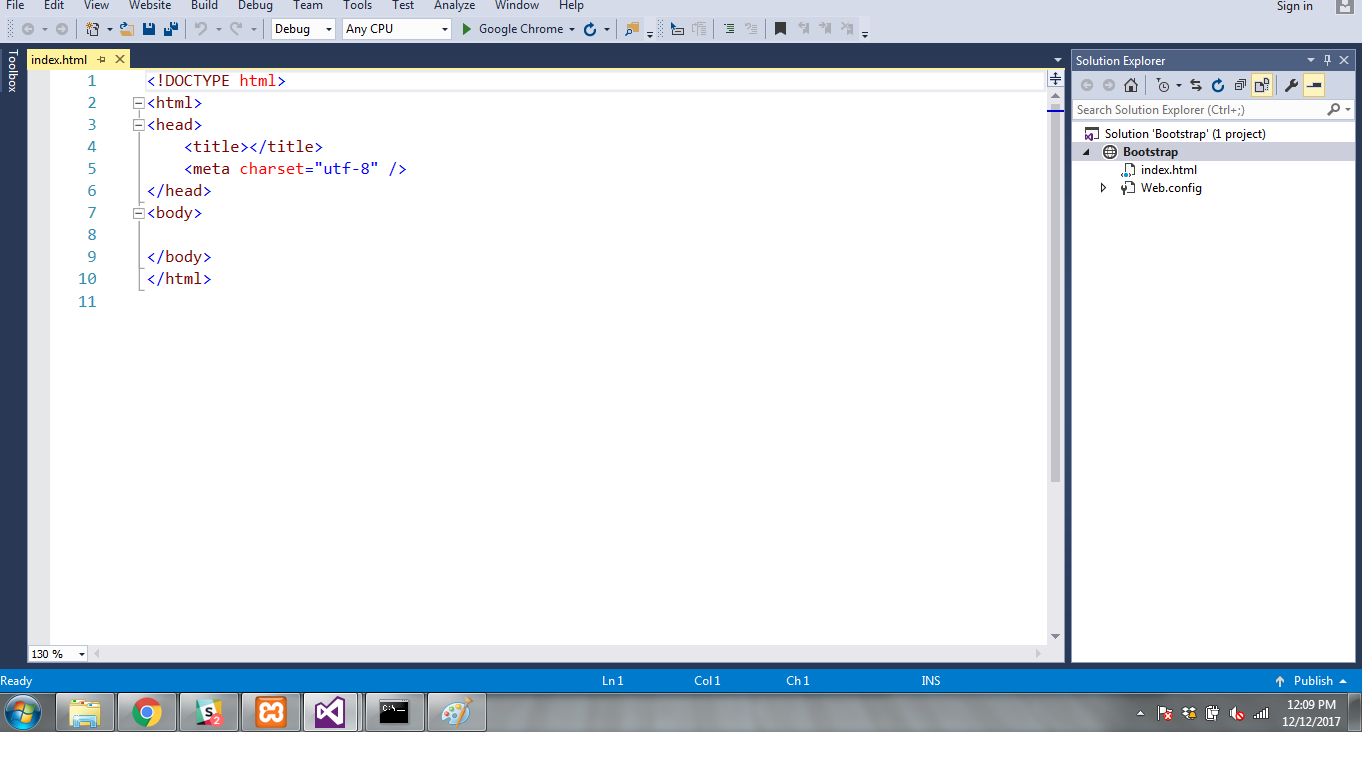 File Edit View Website Build Debug Team Tools Test Analyze Window Help Sign in
Debug Any CPU Google Chrome
Toolbox
index.html
1 <!DOCTYPE html>
2 <html>
3 <head>
4 <title></title>
5 <meta charset="utf-8" />
6 </head>
7 <body>
8
9 </body>
10 </html>
11
130 %
Solution Explorer
Search Solution Explorer (Ctrl+;)
Solution 'Bootstrap' (1 project)
Bootstrap
index.html
Web.config
Ready Ln 1 Col 1 Ch 1 INS Publish
S 2
C:\_
12:09 PM
12/12/2017